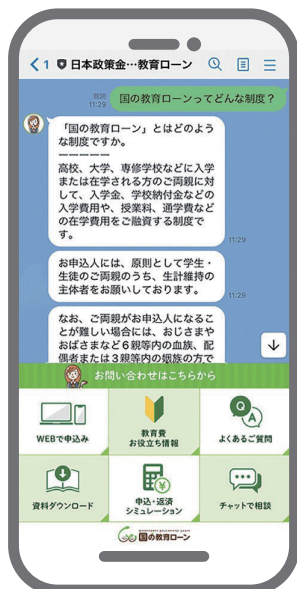 1 日本政策金…教育ローン
既読
11:29
国の教育ローンってどんな制度？
「国の教育ローン」とはどのよう
な制度ですか。
ーーーーー
高校、大学、専修学校などに入学
または在学される方のご両親に対
して、入学金、学校納付金などの
入学費用や、授業料、通学費など
の在学費用をご融資する制度で
す。
11:29
お申込人には、原則として学生・
生徒のご両親のうち、生計維持の
主体者をお願いしております。
11:29
なお、ご両親がお申込人になるこ
とが難しい場合には、おじさまや
おばさまなど６親等内の血族、配
偶者または３親等内の姻族の方で
お問い合わせはこちらから
WEBで申込み
教育費
お役立ち情報
Q A
よくあるご質問
資料ダウンロード
¥
申込・返済
シミュレーション
チャットで相談
国の教育ローン